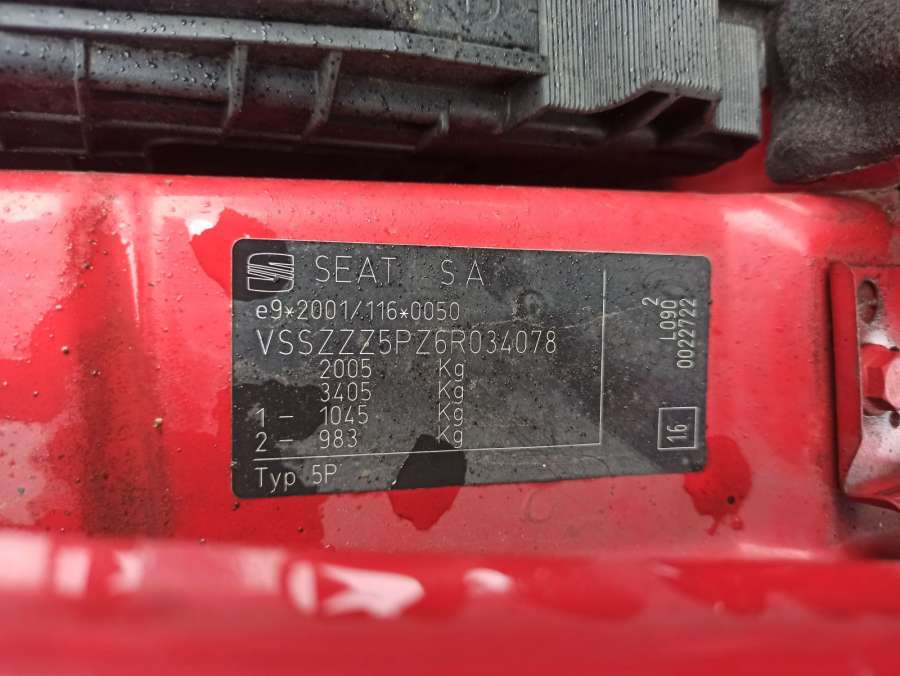 SEAT S A
e9*2001/116*0050
VSSZZZ5PZ6R034078
2005 Kg
3405 Kg
1 - 1045 Kg
2 - 983 Kg
Typ 5P
L090 2
0022722
16